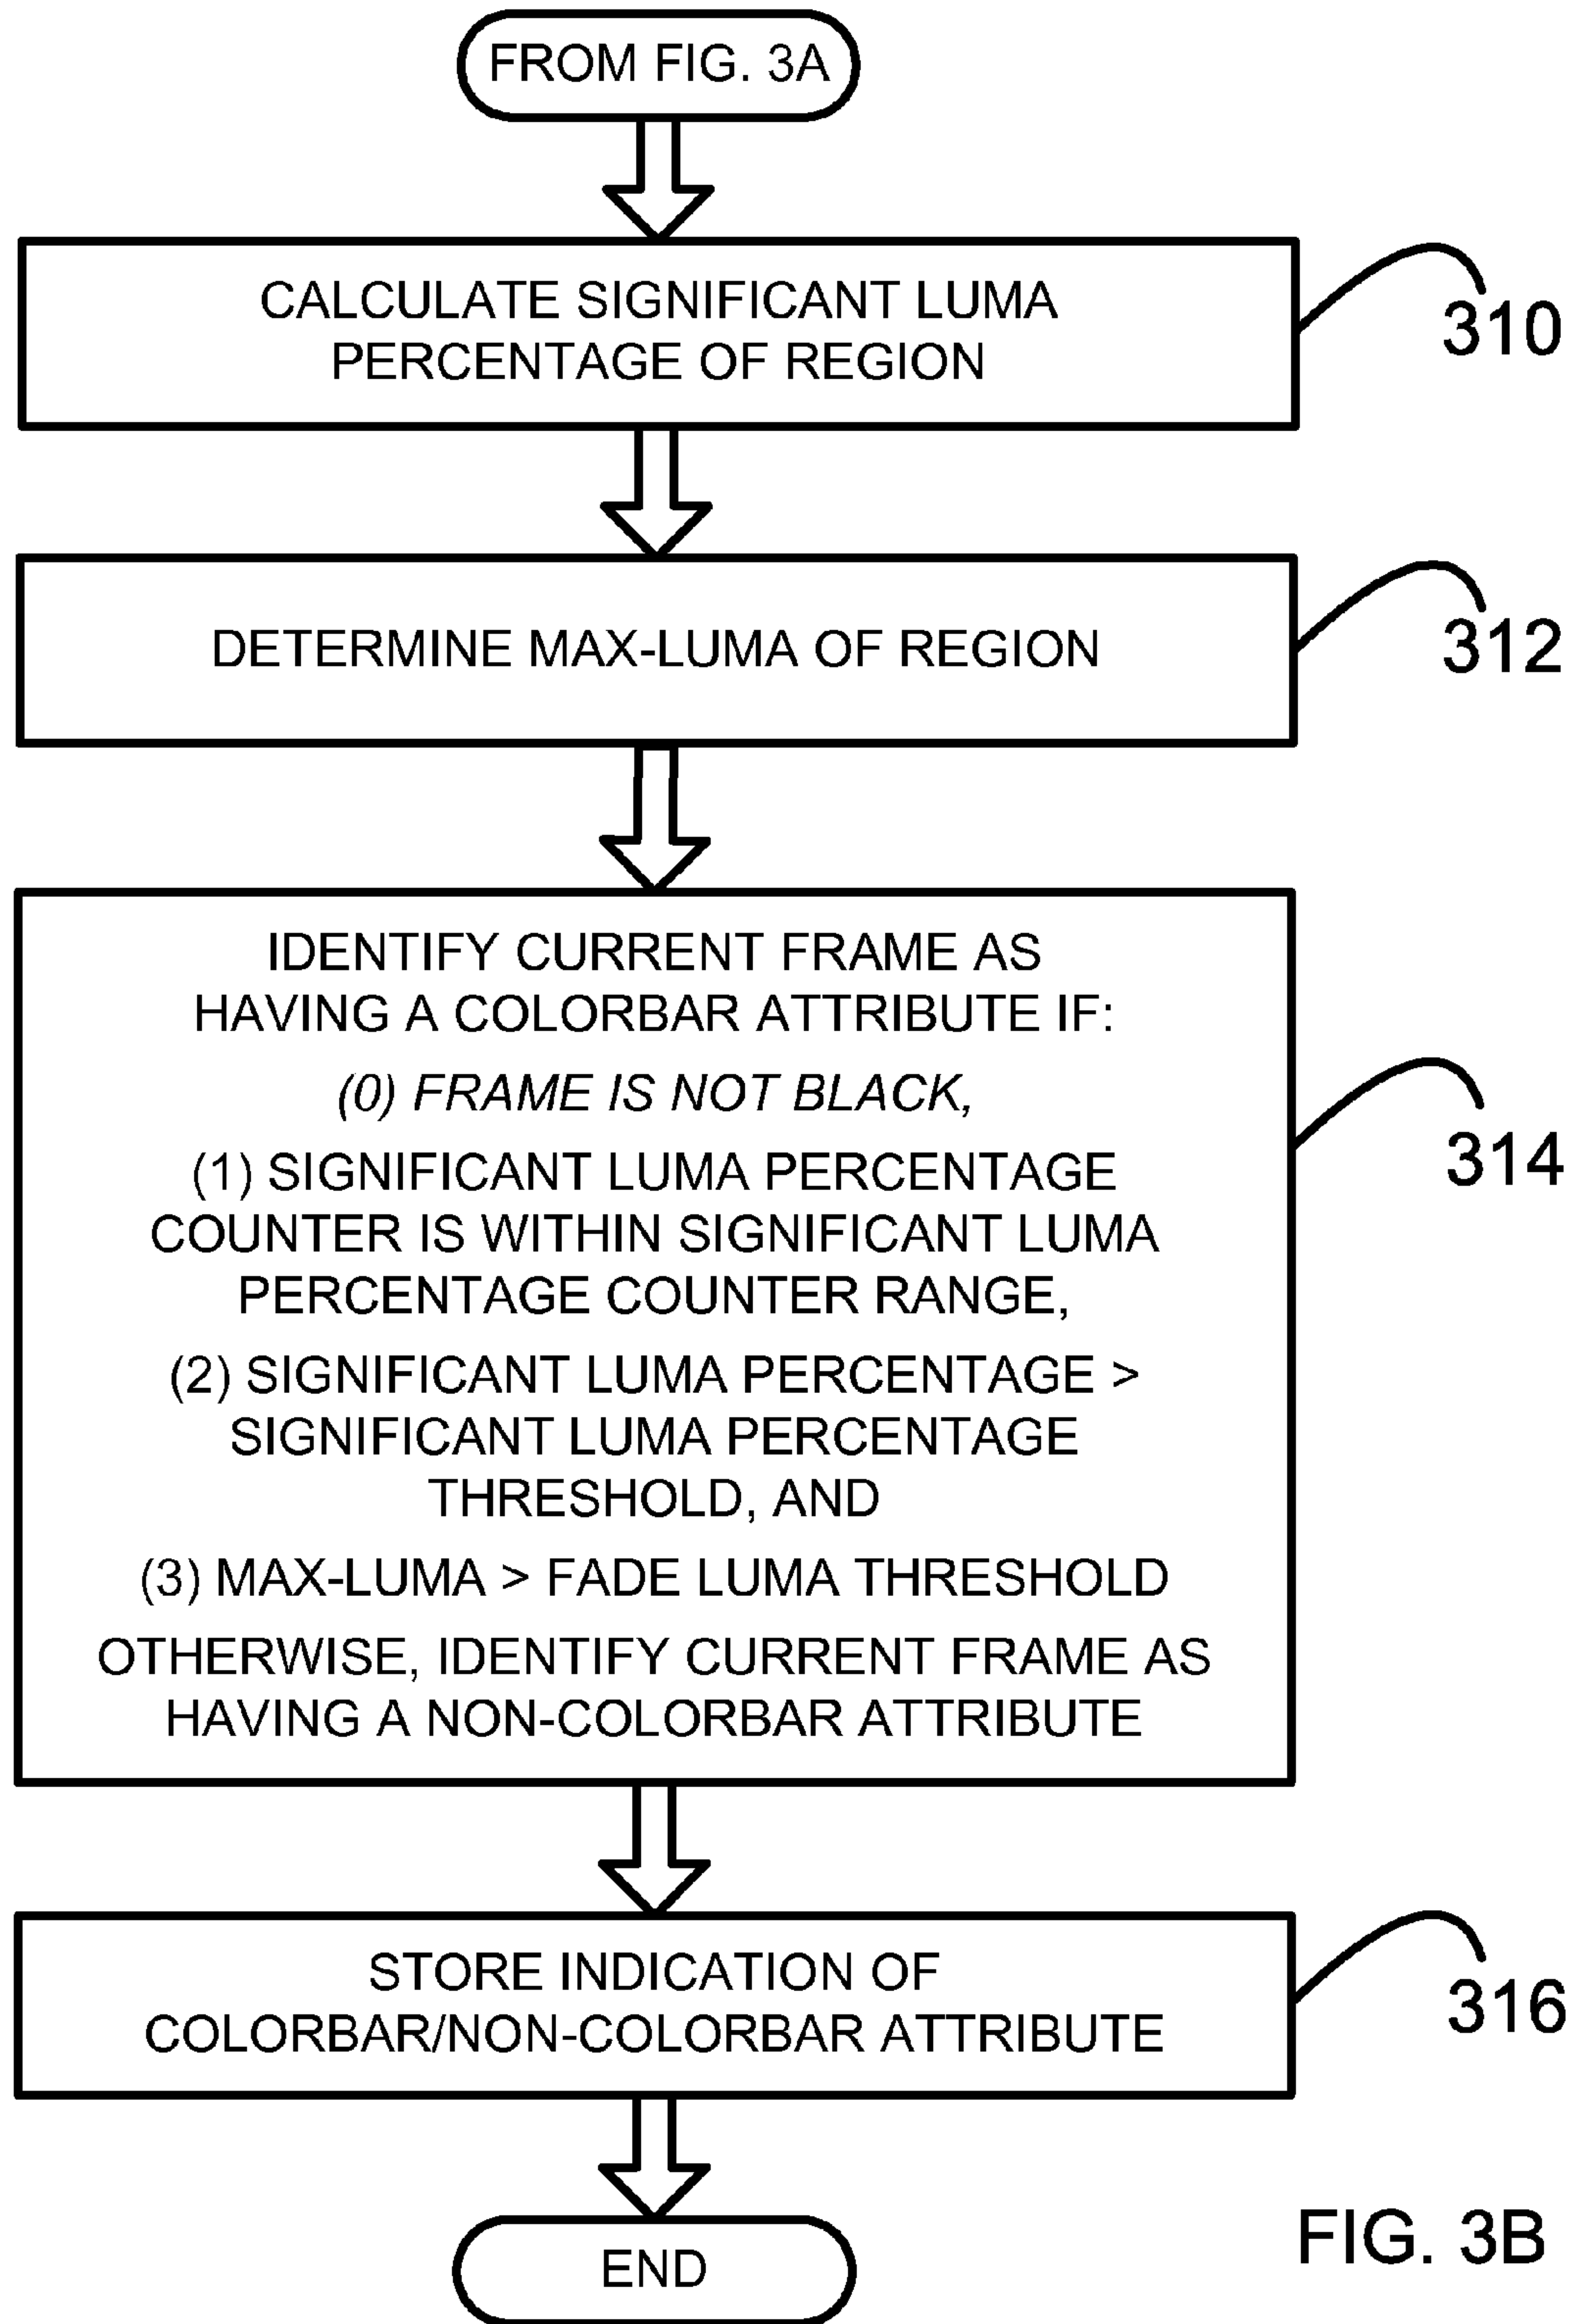 FROM FIG. 3A
CALCULATE SIGNIFICANT LUMA
PERCENTAGE OF REGION
310
DETERMINE MAX-LUMA OF REGION
312
IDENTIFY CURRENT FRAME AS
HAVING A COLORBAR ATTRIBUTE IF:
(0) FRAME IS NOT BLACK,
(1) SIGNIFICANT LUMA PERCENTAGE
COUNTER IS WITHIN SIGNIFICANT LUMA
PERCENTAGE COUNTER RANGE,
(2) SIGNIFICANT LUMA PERCENTAGE >
SIGNIFICANT LUMA PERCENTAGE
THRESHOLD, AND
(3) MAX-LUMA > FADE LUMA THRESHOLD
OTHERWISE, IDENTIFY CURRENT FRAME AS
HAVING A NON-COLORBAR ATTRIBUTE
314
STORE INDICATION OF
COLORBAR/NON-COLORBAR ATTRIBUTE
316
END
FIG. 3B